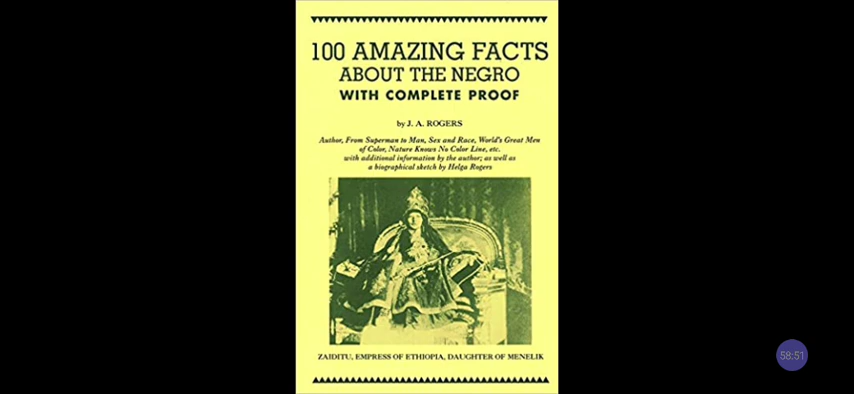 100 AMAZING FACTS
ABOUT THE NEGRO
WITH COMPLETE PROOF
by J. A. ROGERS
Author, From Superman to Man, Sex and Race, World's Great Men
of Color, Nature Knows No Color Line, etc.
with additional information by the author; as well as
a biographical sketch by Helga Rogers
ZAIDITU, EMPRESS OF ETHIOPIA, DAUGHTER OF MENELIK
58:51